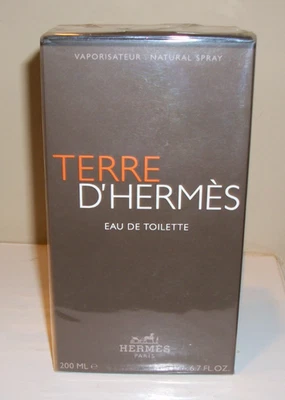 VAPORISATEUR · NATURAL SPRAY
TERRE
D'HERMÈS
EAU DE TOILETTE
HERMÈS
PARIS
200 ML ℮ 6.7 FL. OZ.